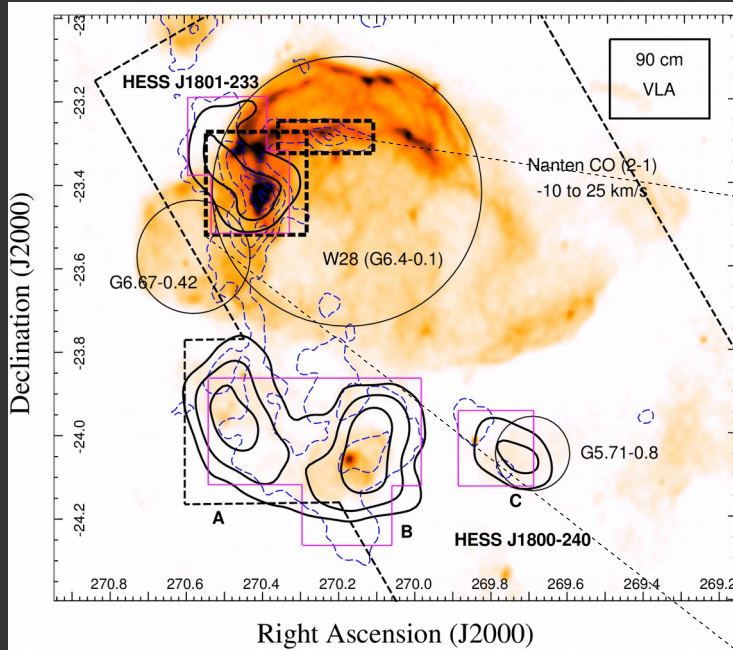 90 cm
VLA
HESS J1801-233
Nanten CO (2-1)
-10 to 25 km/s
W28 (G6.4-0.1)
G6.67-0.42
G5.71-0.8
A
B
C
HESS J1800-240
-23.2
-23.4
-23.6
-23.8
-24.0
-24.2
270.8
270.6
270.4
270.2
270.0
269.8
269.6
269.4
269.2
Declination (J2000)
Right Ascension (J2000)